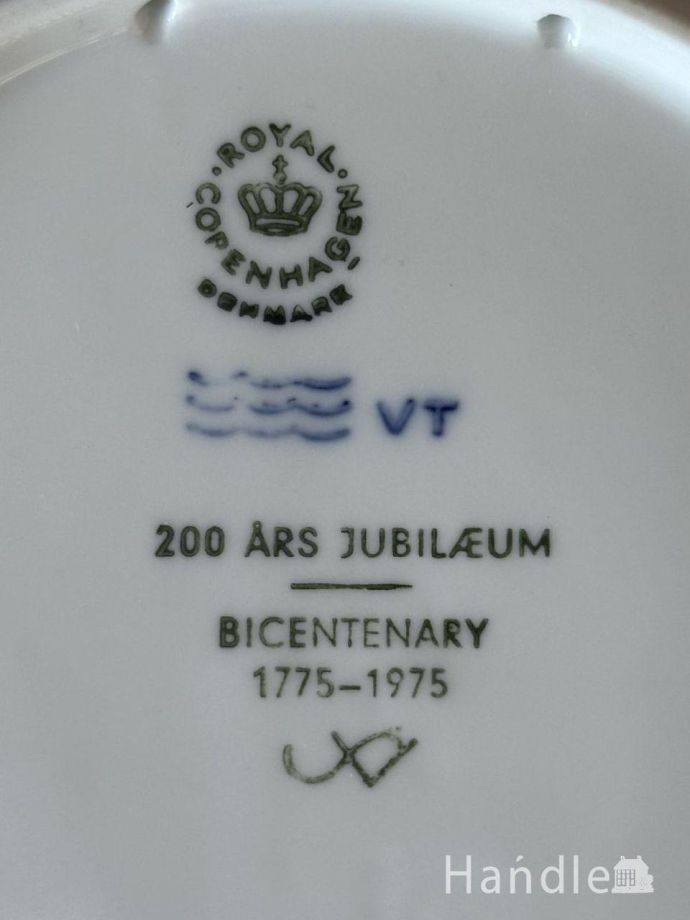 ROYAL COPENHAGEN
DENMARK
VT
200 ÅRS JUBILÆUM
BICENTENARY
1775–1975
Handle